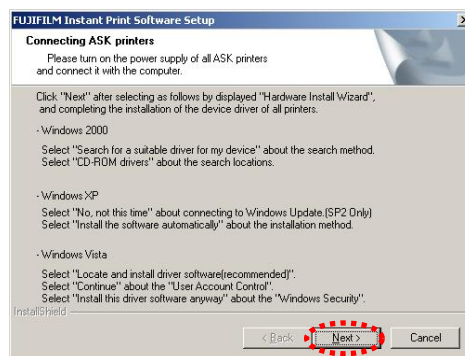 FUJIFILM Instant Print Software Setup
Connecting ASK printers
Please turn on the power supply of all ASK printers
and connect it with the computer.
Click "Next" after selecting as follows by displayed "Hardware Install Wizard",
and completing the installation of the device driver of all printers.
- Windows 2000
Select "Search for a suitable driver for my device" about the search method.
Select "CD-ROM drivers" about the search locations.
- Windows XP
Select "No, not this time" about connecting to Windows Update.(SP2 Only)
Select "Install the software automatically" about the installation method.
- Windows Vista
Select "Locate and install driver software(recommended)".
Select "Continue" about the "User Account Control".
Select "Install this driver software anyway" about the "Windows Security".
InstallShield
< Back Next > Cancel